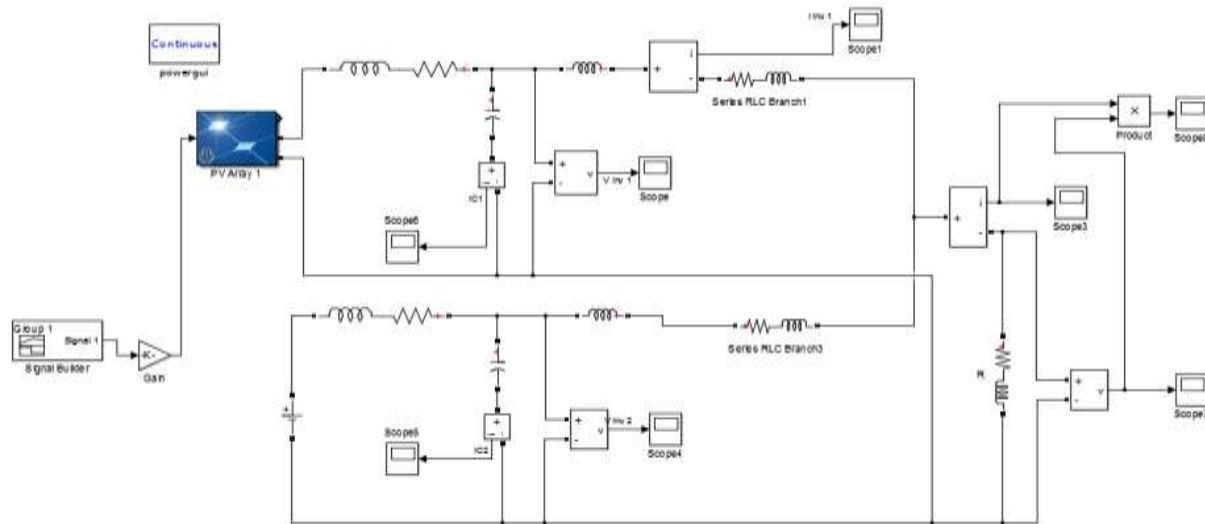 Continuous
powergui
I Inv 1
Scope1
i
Series RLC Branch1
Product
PV Array 1
IC1
v
V Inv 1
Scope
Scope6
i
Scope3
Group 1
Signal 1
Signal Builder
-K-
Gain
Series RLC Branch3
R
v
IC2
Scope5
v
V Inv 2
Scope4